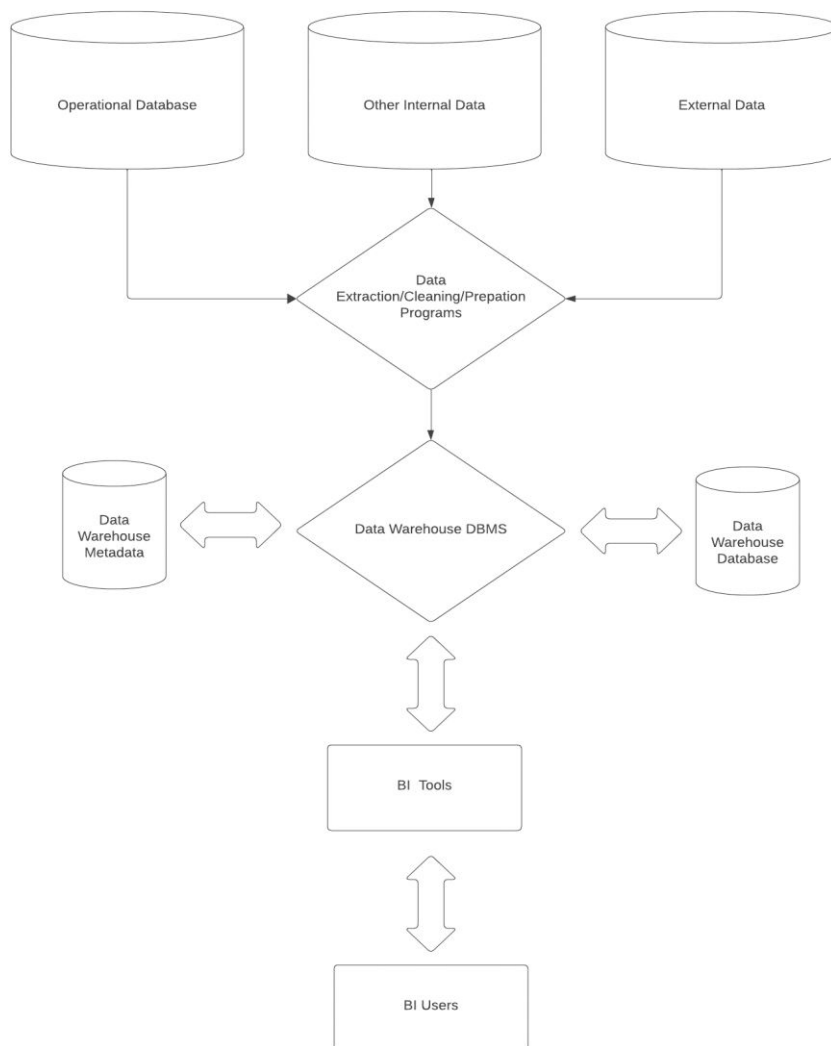 Operational Database
Other Internal Data
External Data
Data
Extraction/Cleaning/Prepation
Programs
Data
Warehouse
Metadata
Data Warehouse DBMS
Data
Warehouse
Database
BI Tools
BI Users